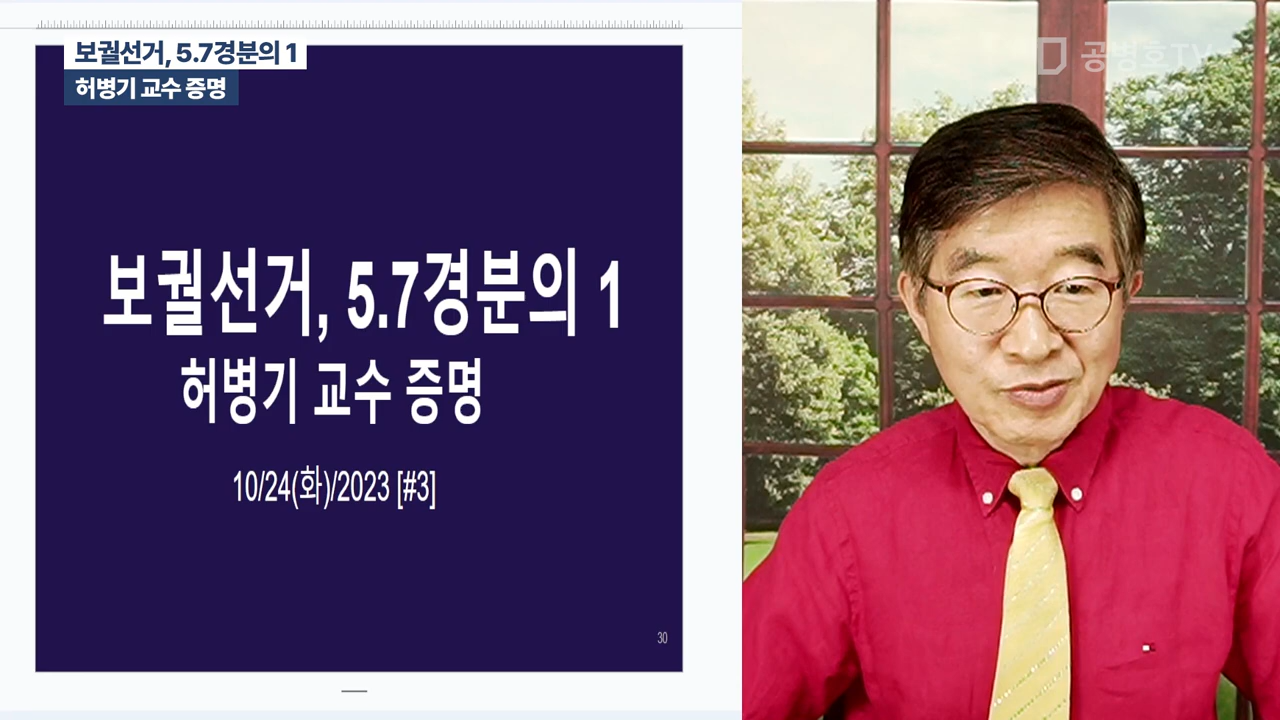 보궐선거, 5.7경분의 1
허병기 교수 증명
공병호TV
보궐선거, 5.7경분의 1
허병기 교수 증명
10/24(화)/2023 [#3]
30